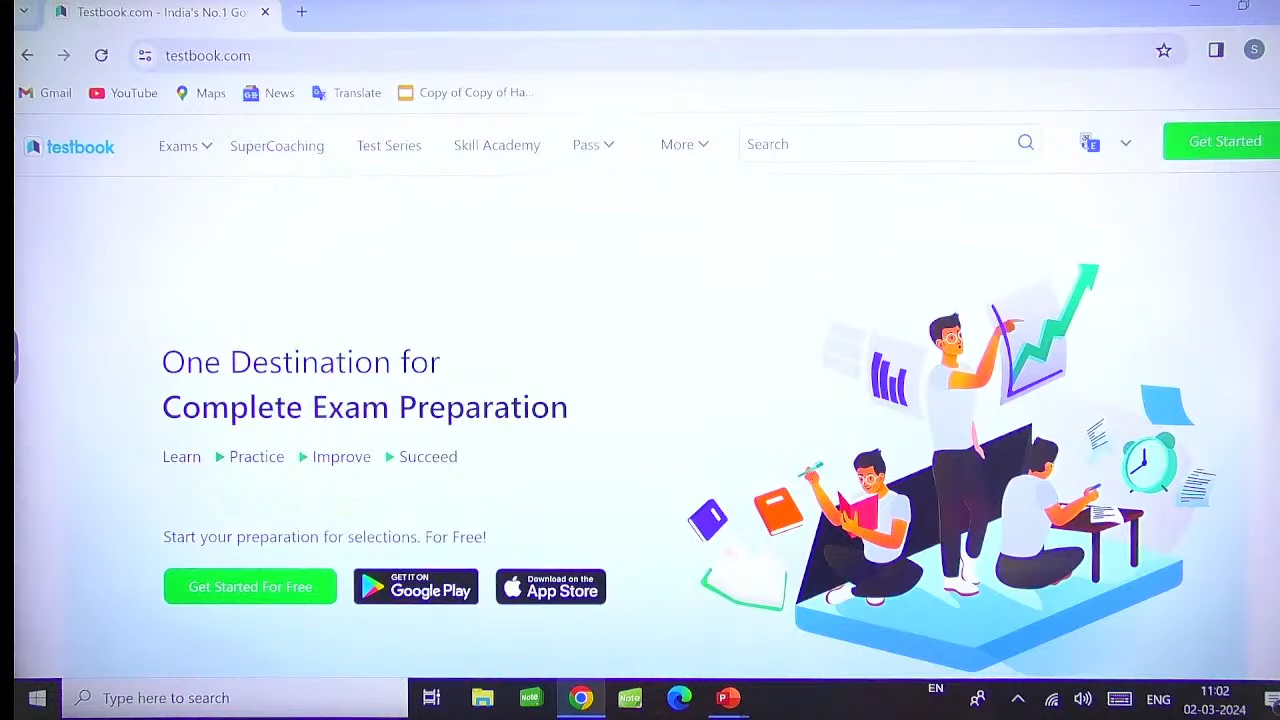 Testbook.com - India's No.1 Go
testbook.com
Gmail YouTube Maps News Translate Copy of Copy of Ha...
testbook Exams SuperCoaching Test Series Skill Academy Pass More Search E Get Started
One Destination for
Complete Exam Preparation
Learn Practice Improve Succeed
Start your preparation for selections. For Free!
Get Started For Free
GET IT ON
Google Play
Download on the
App Store
Type here to search
Note
Note
EN
ENG
11:02
02-03-2024
S